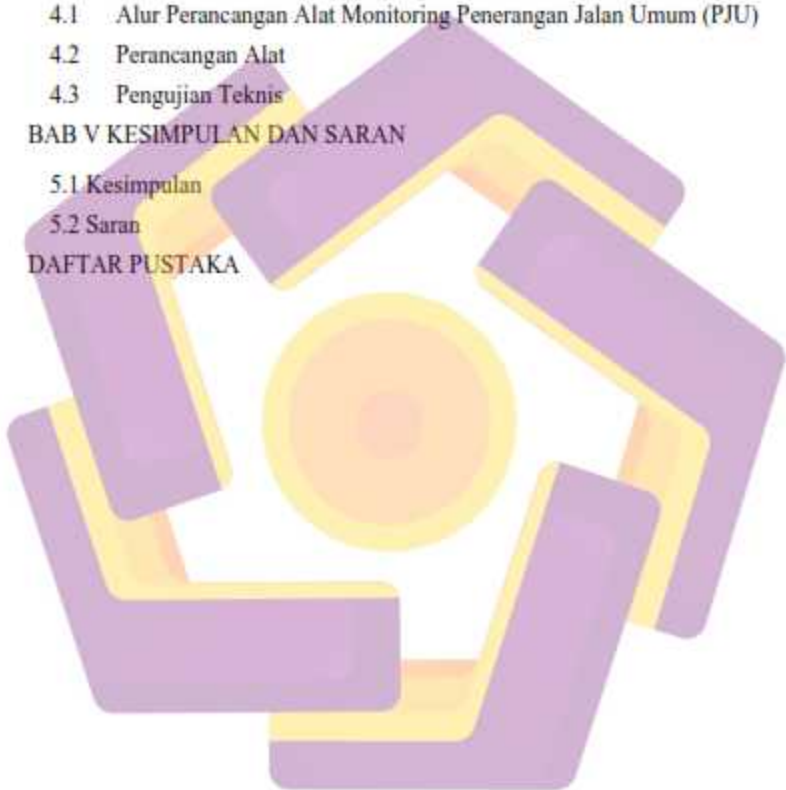 4.1 Alur Perancangan Alat Monitoring Penerangan Jalan Umum (PJU)
4.2 Perancangan Alat
4.3 Pengujian Teknis
BAB V KESIMPULAN DAN SARAN
5.1 Kesimpulan
5.2 Saran
DAFTAR PUSTAKA